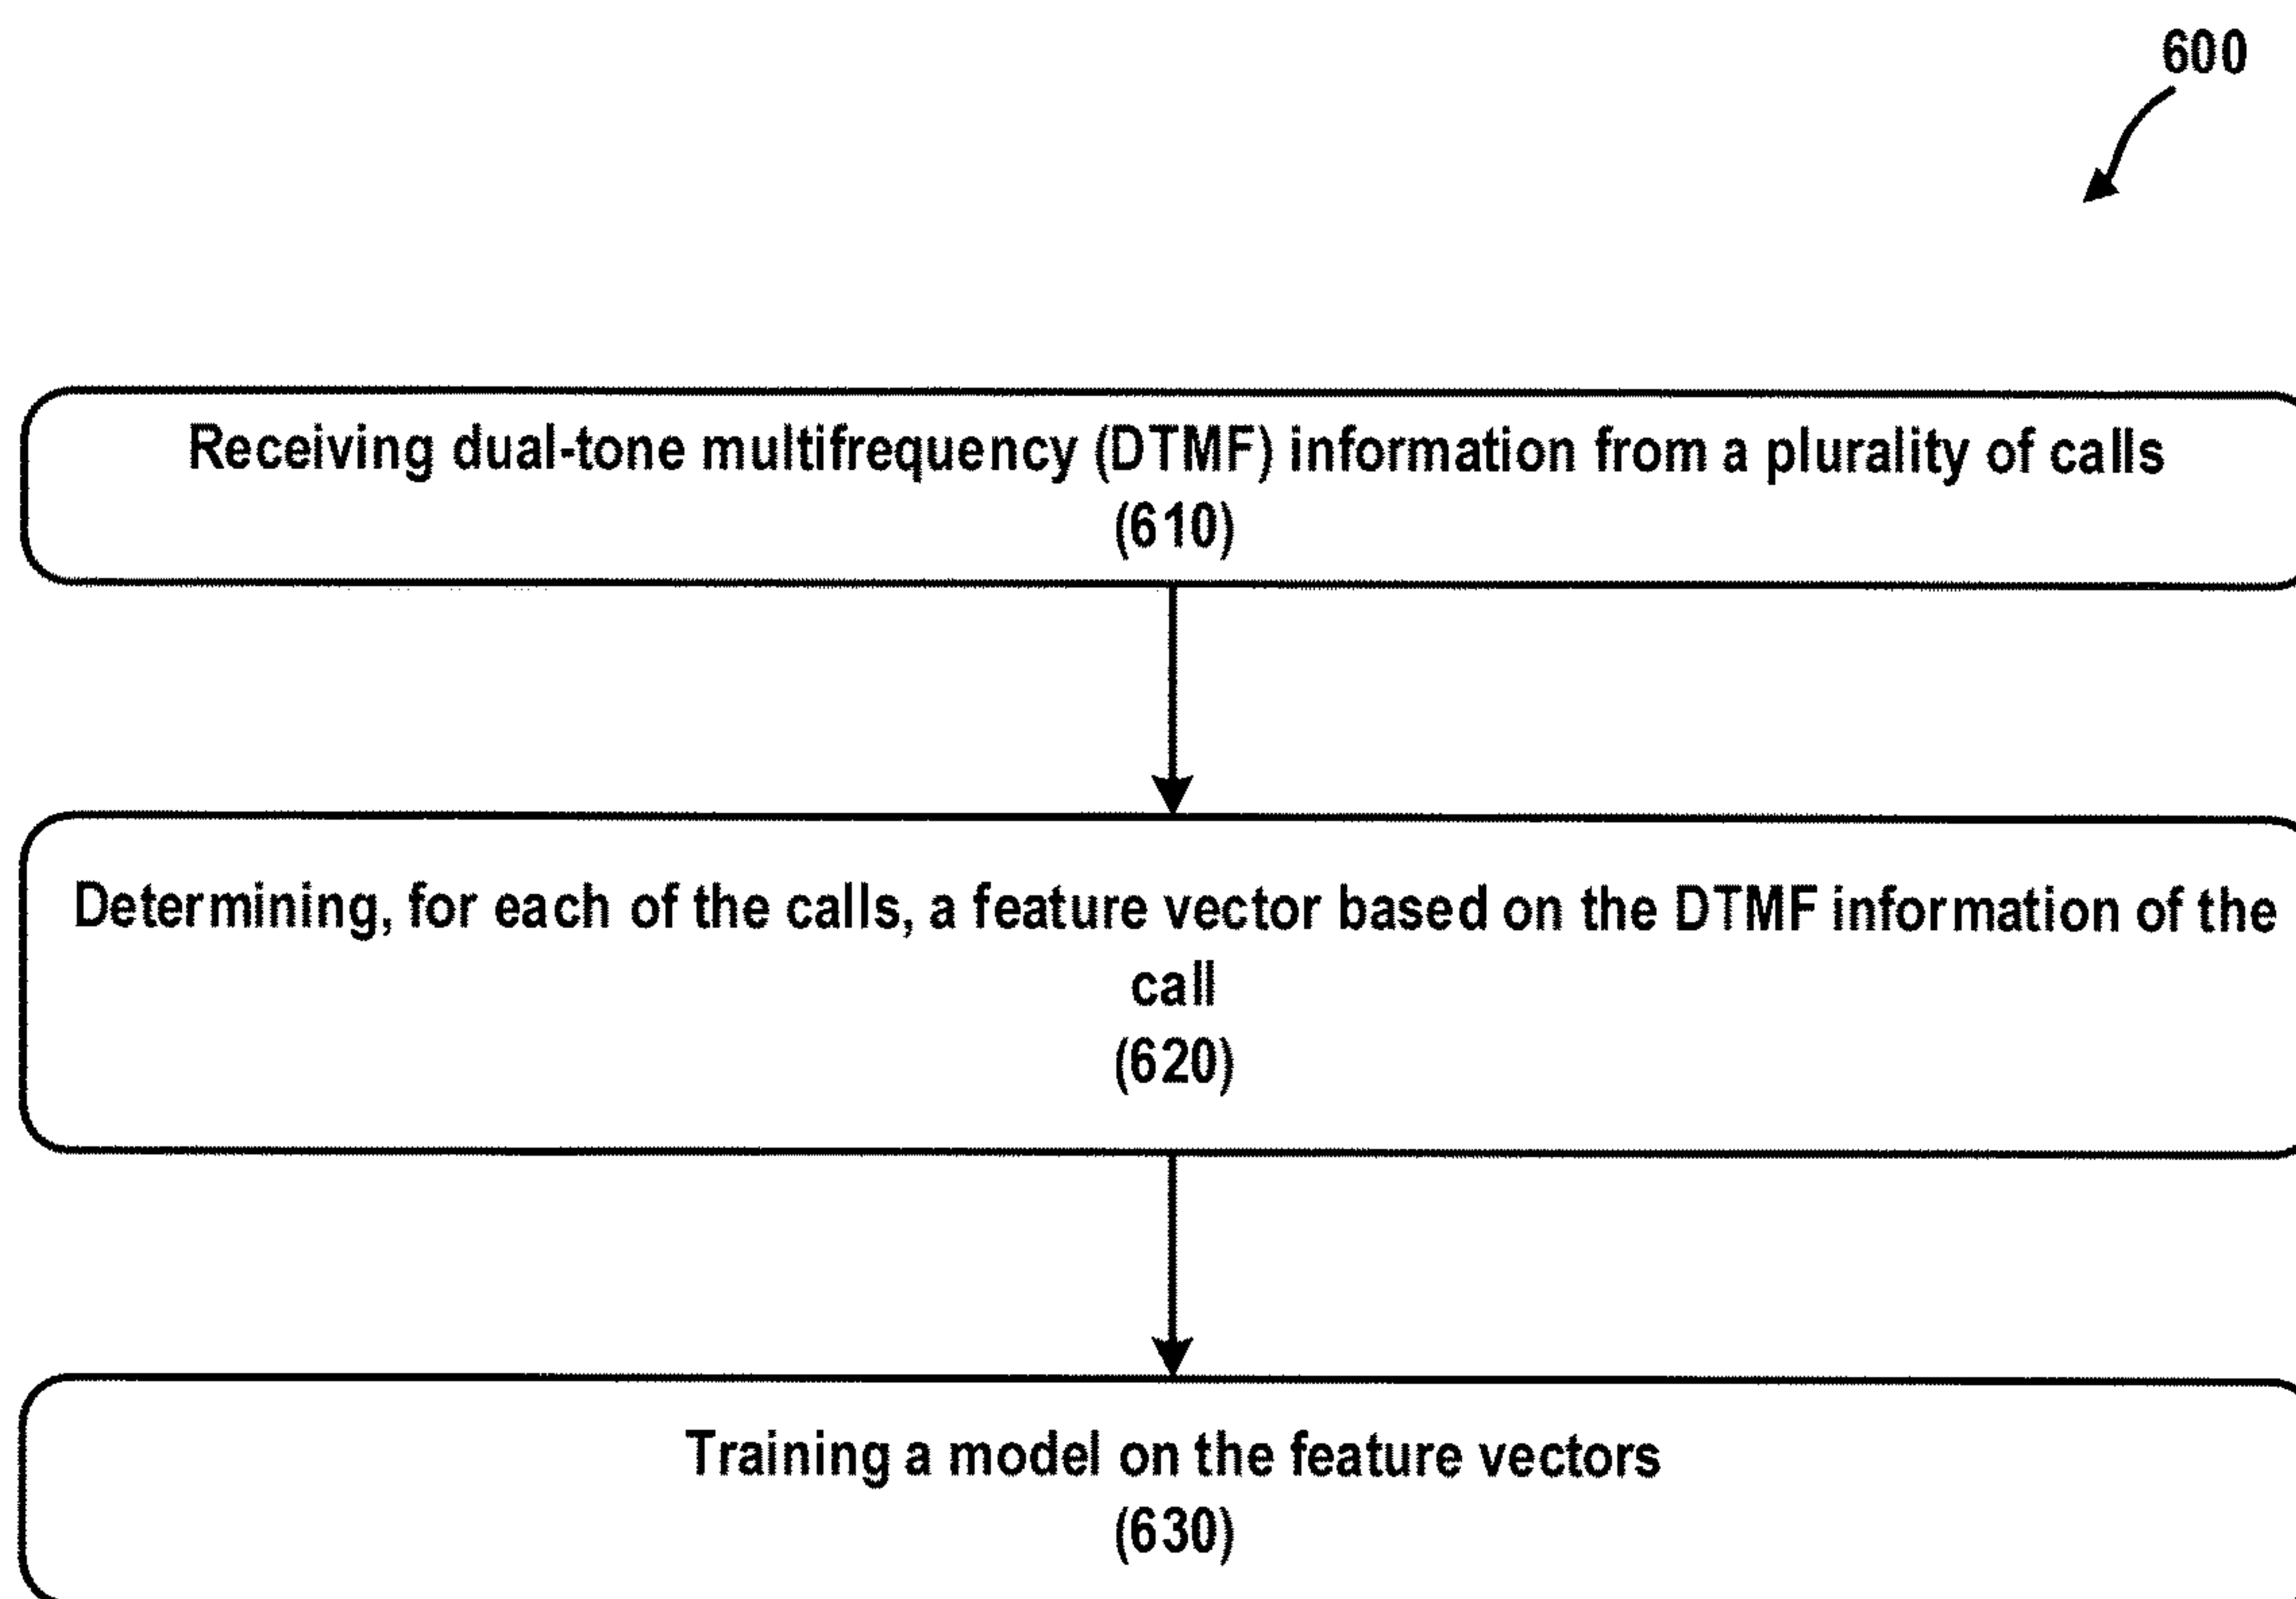 600
Receiving dual-tone multifrequency (DTMF) information from a plurality of calls
(610)
Determining, for each of the calls, a feature vector based on the DTMF information of the
call
(620)
Training a model on the feature vectors
(630)